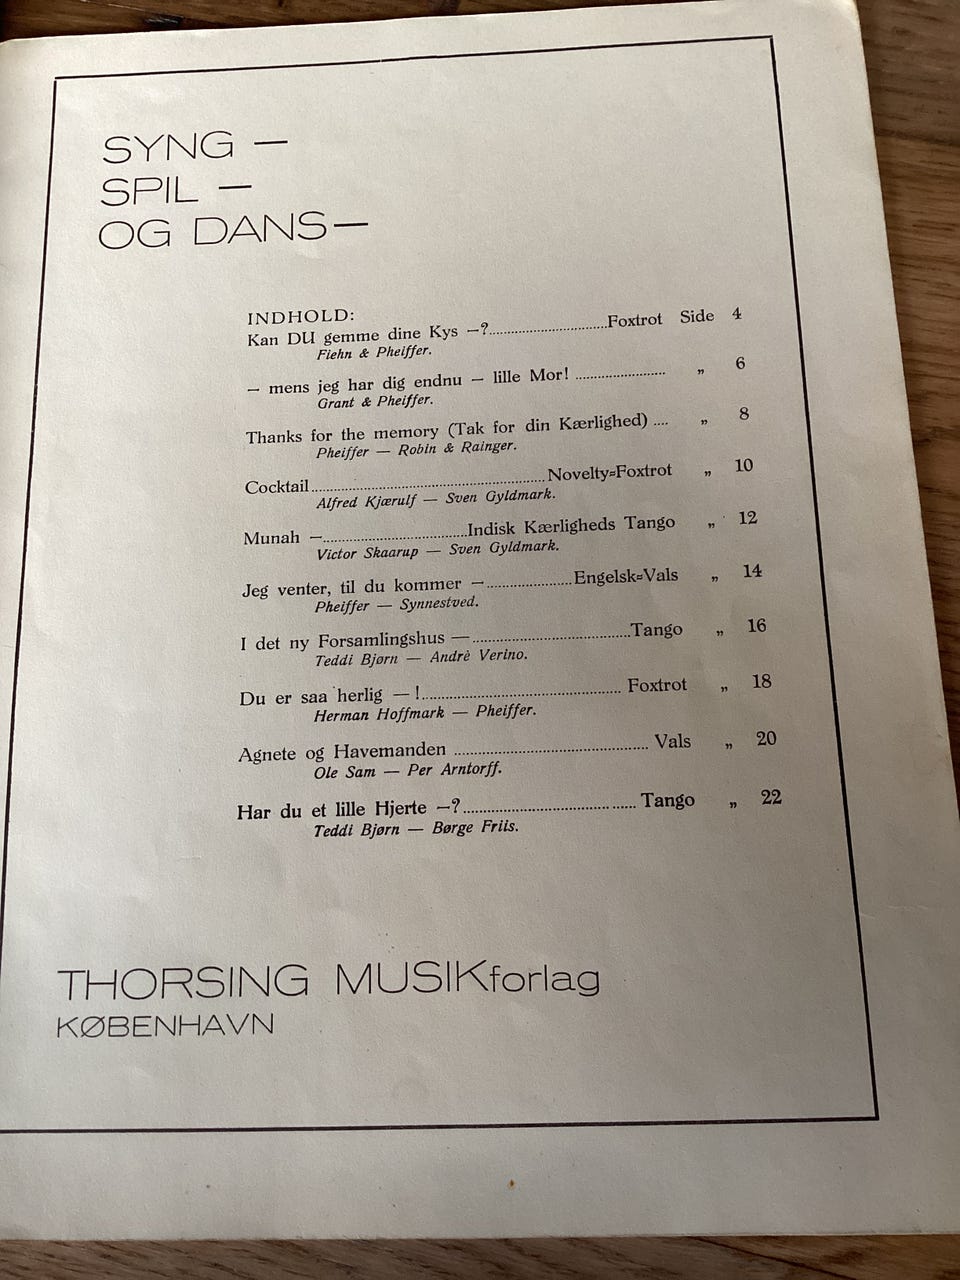 SYNG —
SPIL —
OG DANS —
INDHOLD:
Kan DU gemme dine Kys —?..............................Foxtrot Side 4
Fiehn & Pheiffer.
— mens jeg har dig endnu — lille Mor! ....................... „ 6
Grant & Pheiffer.
Thanks for the memory (Tak for din Kærlighed) .... „ 8
Pheiffer — Robin & Rainger.
Cocktail............................................................Novelty=Foxtrot „ 10
Alfred Kjærulf — Sven Gyldmark.
Munah —.....................................Indisk Kærligheds Tango „ 12
Victor Skaarup — Sven Gyldmark.
Jeg venter, til du kommer —......................Engelsk=Vals „ 14
Pheiffer — Synnestved.
I det ny Forsamlingshus —........................................Tango „ 16
Teddi Bjørn — Andrè Verino.
Du er saa herlig — !.................................................. Foxtrot „ 18
Herman Hoffmark — Pheiffer.
Agnete og Havemanden ................................................ Vals „ 20
Ole Sam — Per Arntorff.
Har du et lille Hjerte —?........................................... Tango „ 22
Teddi Bjørn — Børge Friis.
THORSING MUSIKforlag
KØBENHAVN